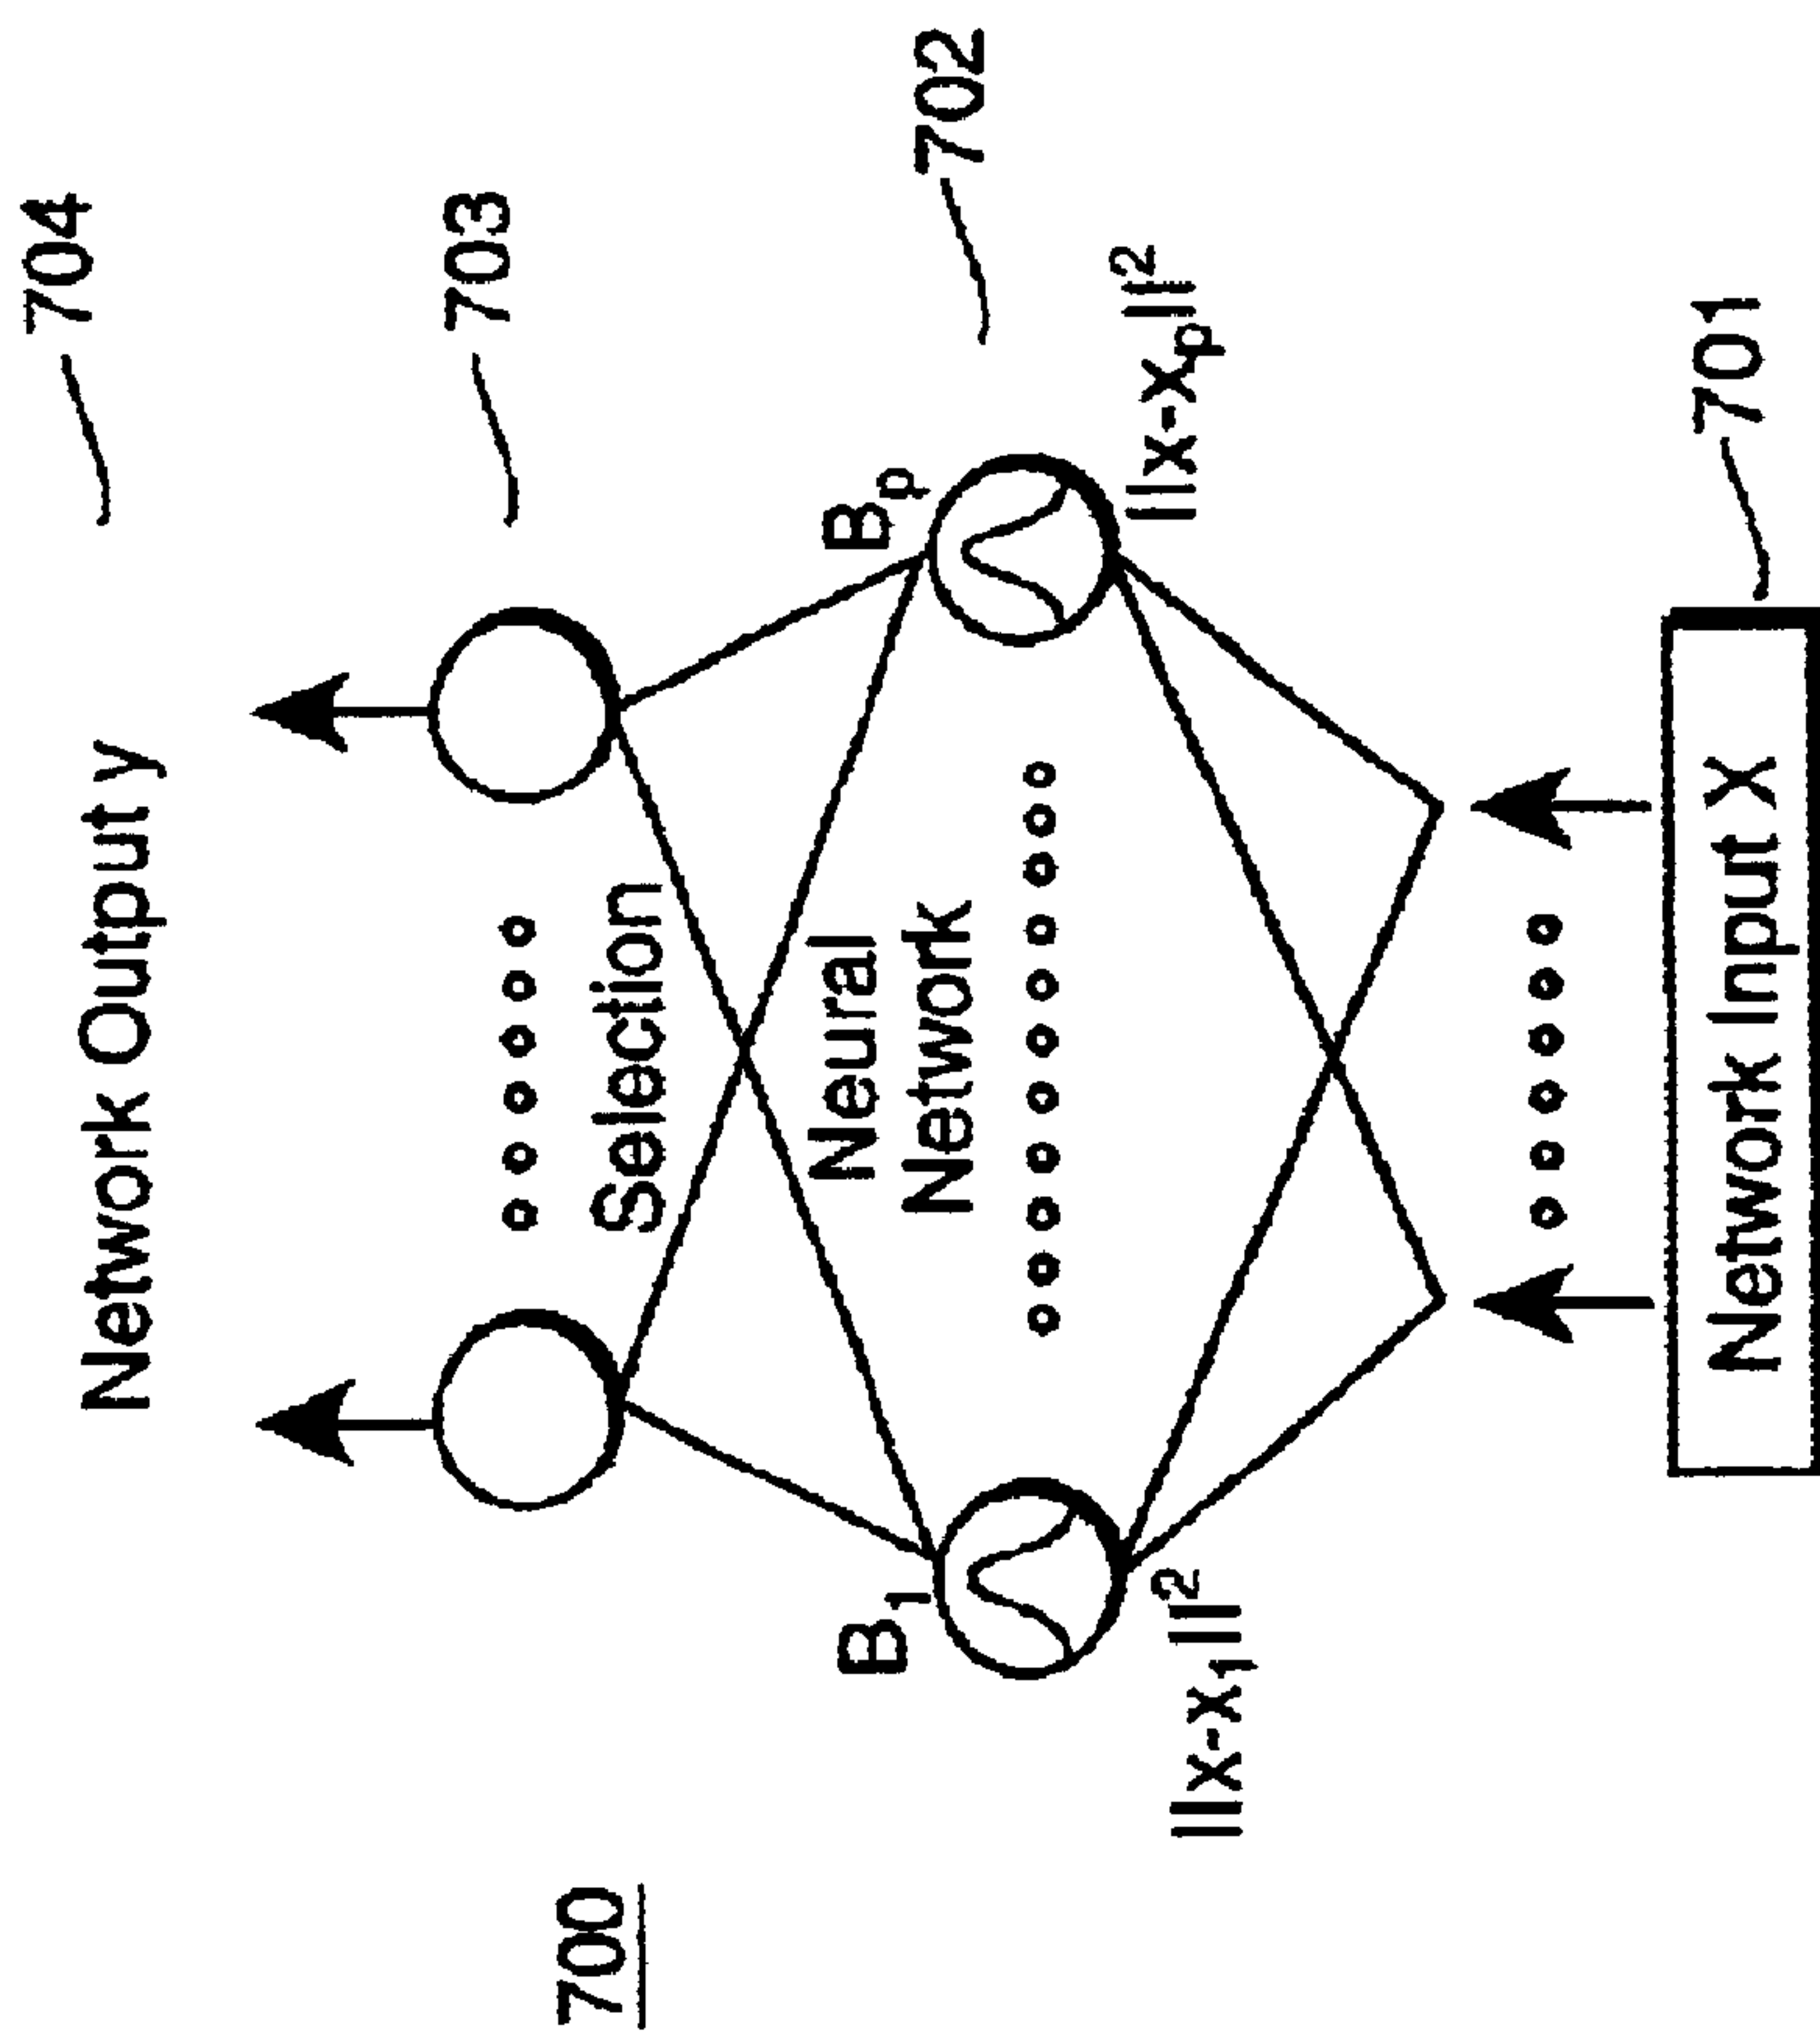 704
Network Output y
703
700
Selection
Neural
Network
B₁
Bₚ
702
||x-x₁||²
||x-xₚ||²
701
Network Input X